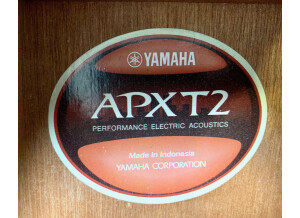 YAMAHA
APXT2
PERFORMANCE ELECTRIC ACOUSTICS
Made in Indonesia
YAMAHA CORPORATION